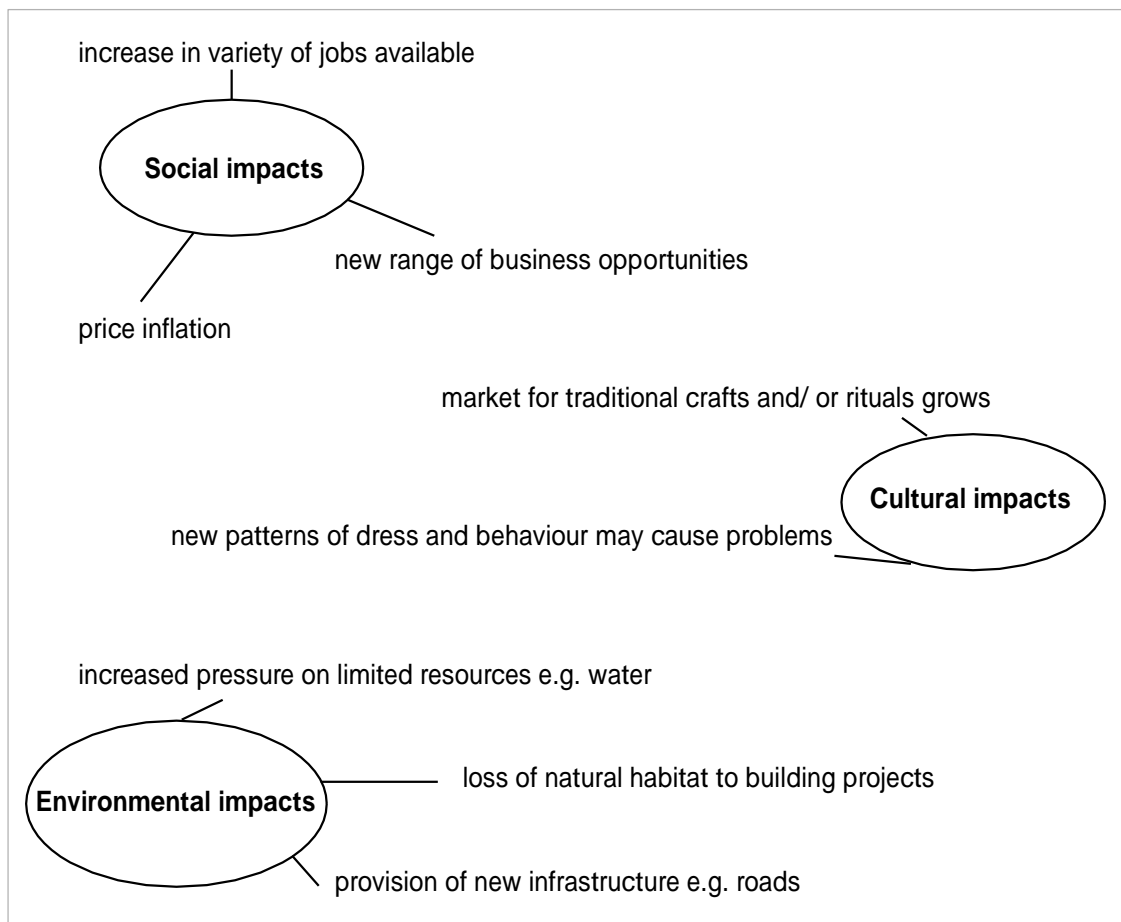 increase in variety of jobs available
Social impacts
new range of business opportunities
price inflation
market for traditional crafts and/ or rituals grows
Cultural impacts
new patterns of dress and behaviour may cause problems
increased pressure on limited resources e.g. water
loss of natural habitat to building projects
Environmental impacts
provision of new infrastructure e.g. roads